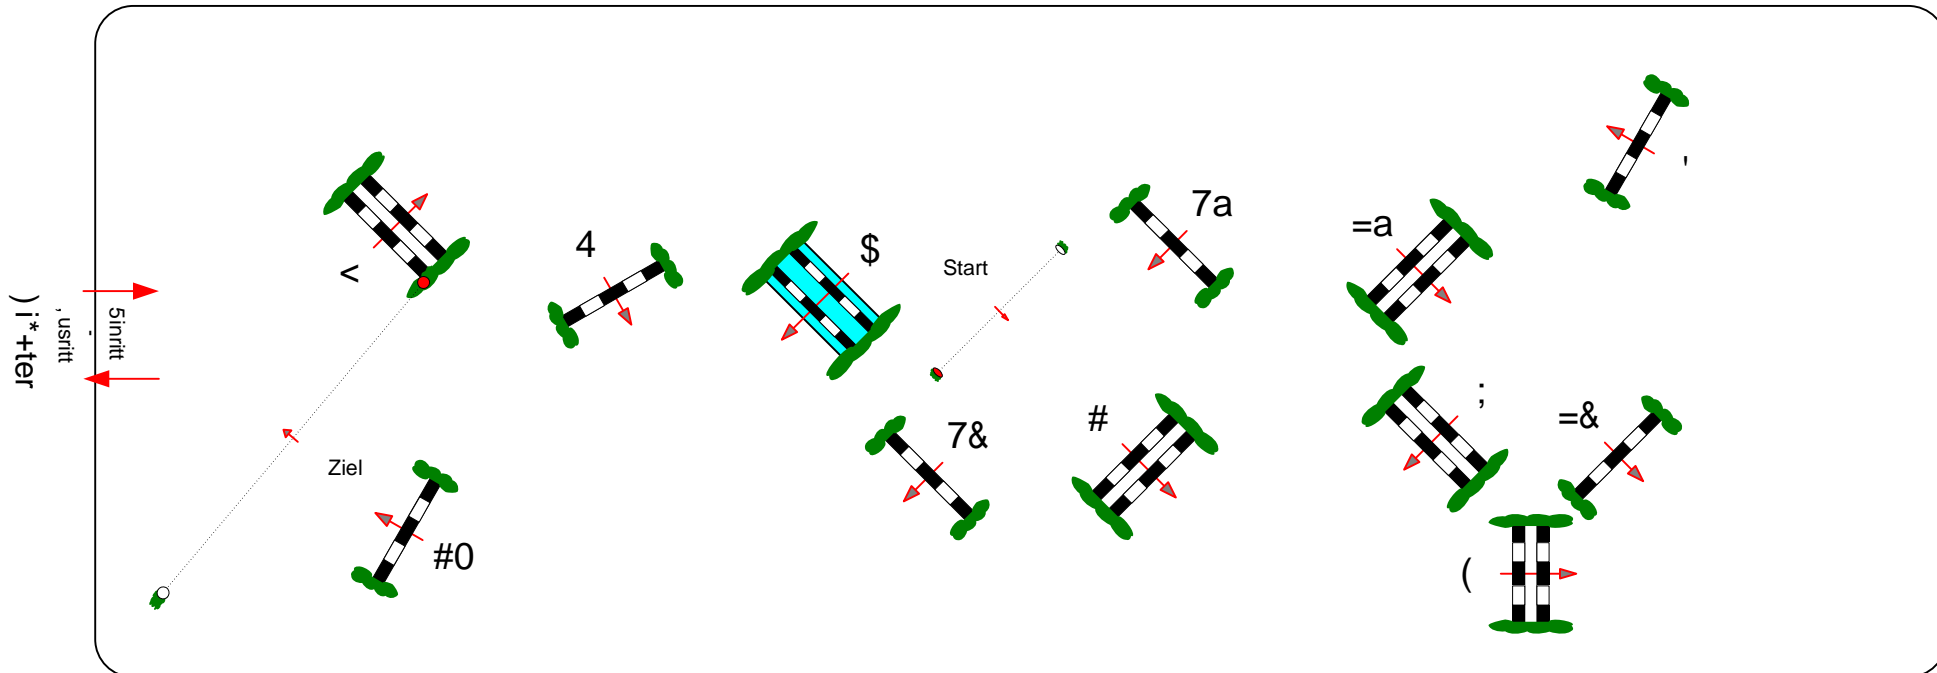 '
7a
=a
4
$
<
Start
5inritt
-
, usritt
) i*+ter
;
#
=&
7&
Ziel
#0
(